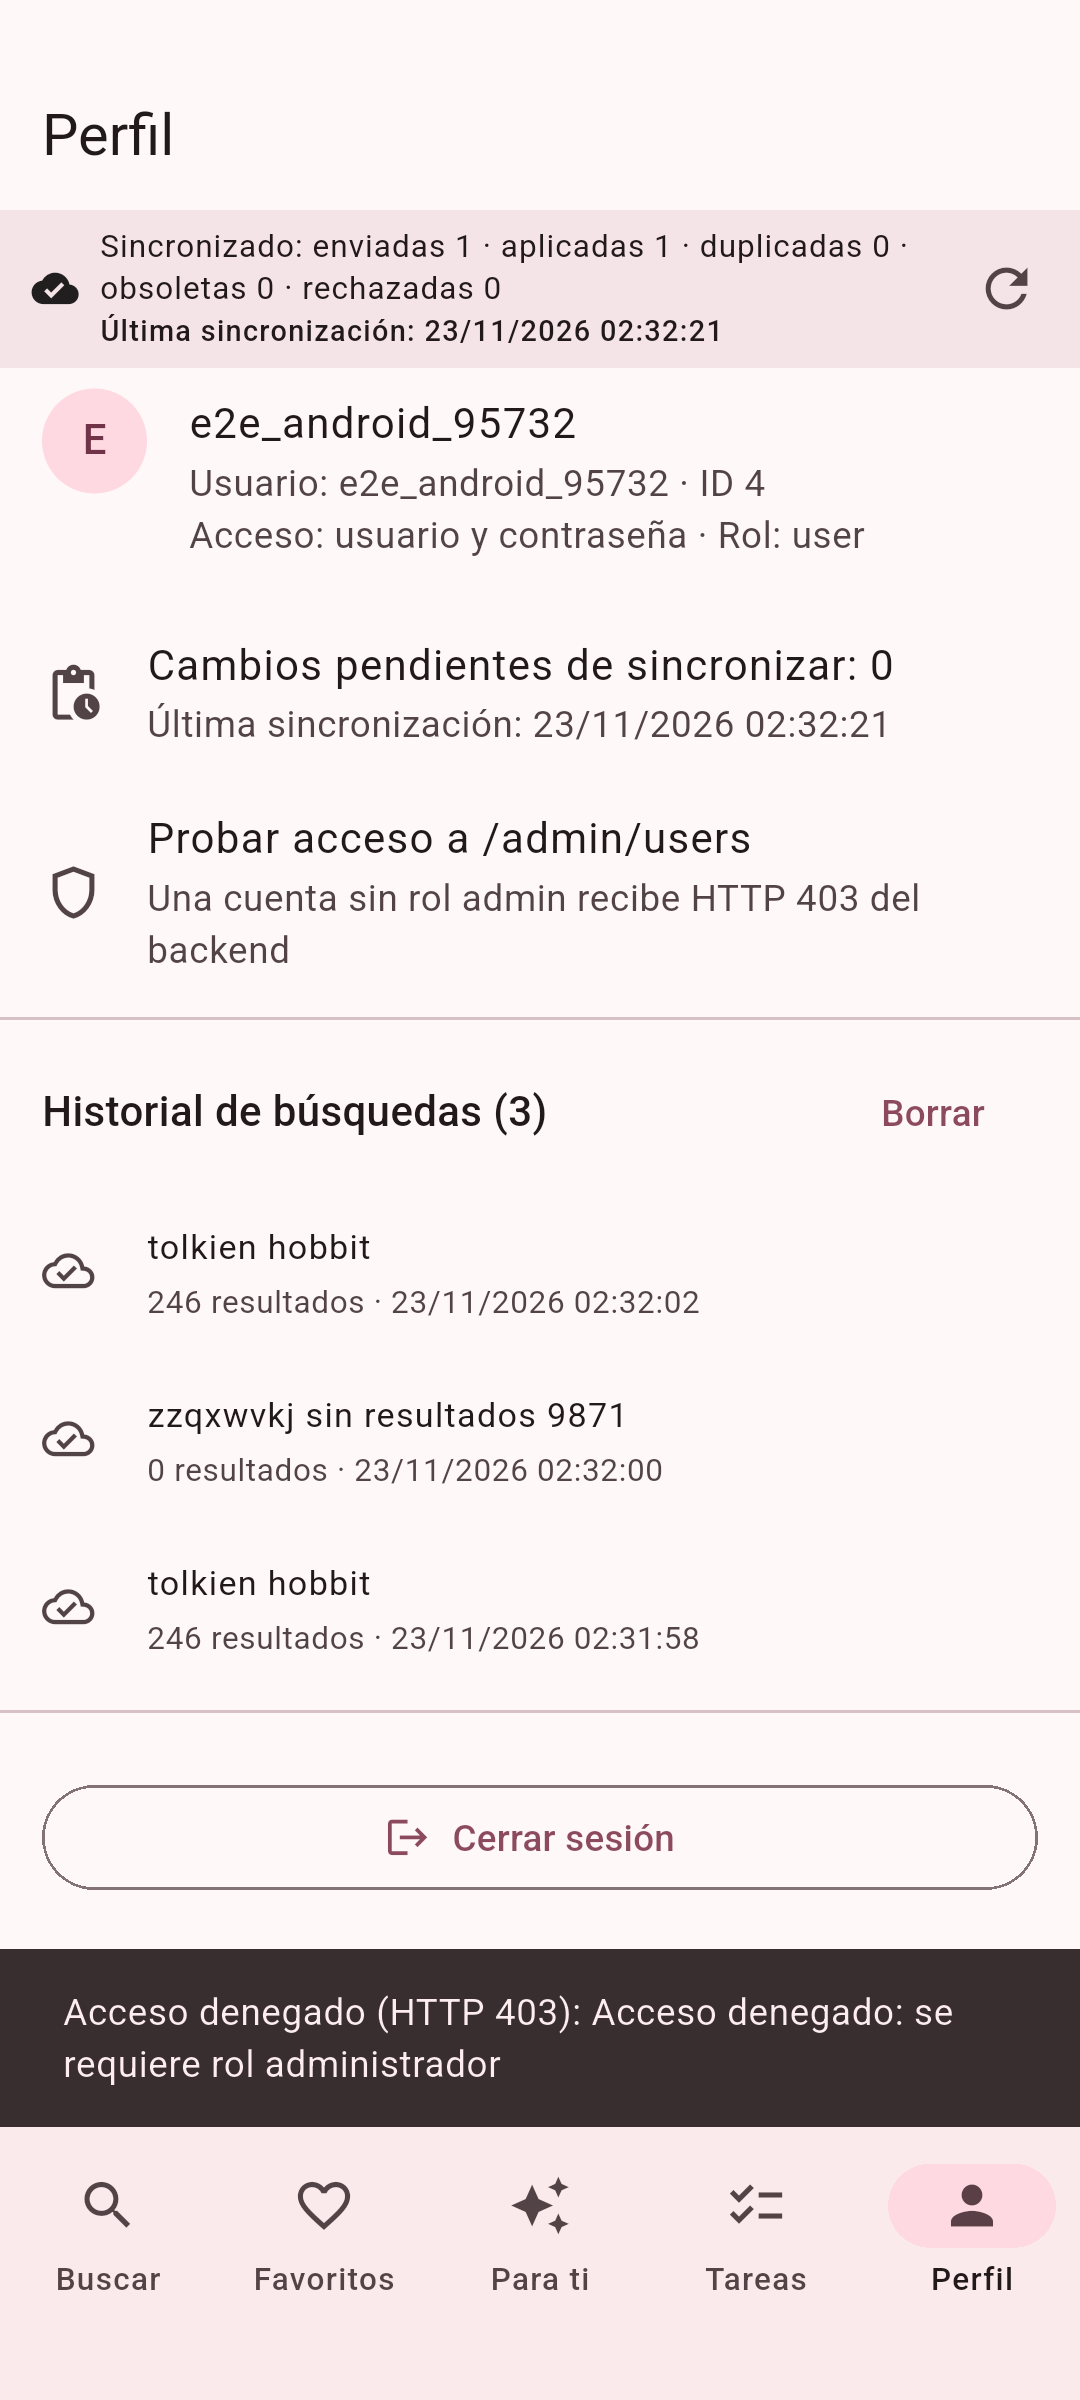 Perfil
Sincronizado: enviadas 1 · aplicadas 1 · duplicadas 0 ·
obsoletas 0 · rechazadas 0
Última sincronización: 23/11/2026 02:32:21
E
e2e_android_95732
Usuario: e2e_android_95732 · ID 4
Acceso: usuario y contraseña · Rol: user
Cambios pendientes de sincronizar: 0
Última sincronización: 23/11/2026 02:32:21
Probar acceso a /admin/users
Una cuenta sin rol admin recibe HTTP 403 del
backend
Historial de búsquedas (3)
Borrar
tolkien hobbit
246 resultados · 23/11/2026 02:32:02
zzqxwvkj sin resultados 9871
0 resultados · 23/11/2026 02:32:00
tolkien hobbit
246 resultados · 23/11/2026 02:31:58
Cerrar sesión
Acceso denegado (HTTP 403): Acceso denegado: se
requiere rol administrador
Buscar
Favoritos
Para ti
Tareas
Perfil